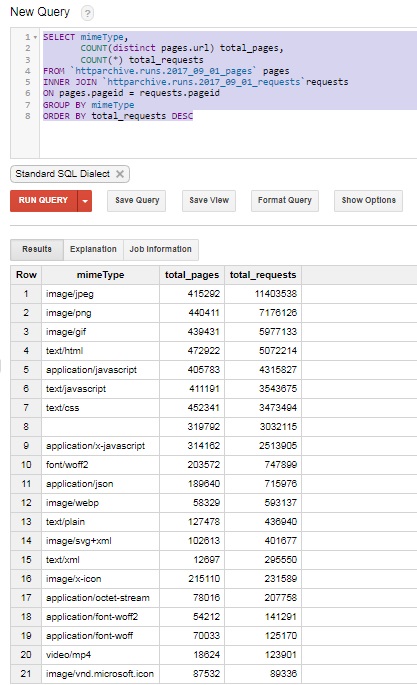 New Query ?
1 SELECT mimeType,
2 COUNT(distinct pages.url) total_pages,
3 COUNT(*) total_requests
4 FROM `httparchive.runs.2017_09_01_pages` pages
5 INNER JOIN `httparchive.runs.2017_09_01_requests`requests
6 ON pages.pageid = requests.pageid
7 GROUP BY mimeType
8 ORDER BY total_requests DESC
Standard SQL Dialect X
RUN QUERY Save Query Save View Format Query Show Options
Results Explanation Job Information
Row mimeType total_pages total_requests
1 image/jpeg 415292 11403538
2 image/png 440411 7176126
3 image/gif 439431 5977133
4 text/html 472922 5072214
5 application/javascript 405783 4315827
6 text/javascript 411191 3543675
7 text/css 452341 3473494
8 319792 3032115
9 application/x-javascript 314162 2513905
10 font/woff2 203572 747899
11 application/json 189640 715976
12 image/webp 58329 593137
13 text/plain 127478 436940
14 image/svg+xml 102613 401677
15 text/xml 12697 295550
16 image/x-icon 215110 231589
17 application/octet-stream 78016 207758
18 application/font-woff2 54212 141291
19 application/font-woff 70033 125170
20 video/mp4 18624 123901
21 image/vnd.microsoft.icon 87532 89336